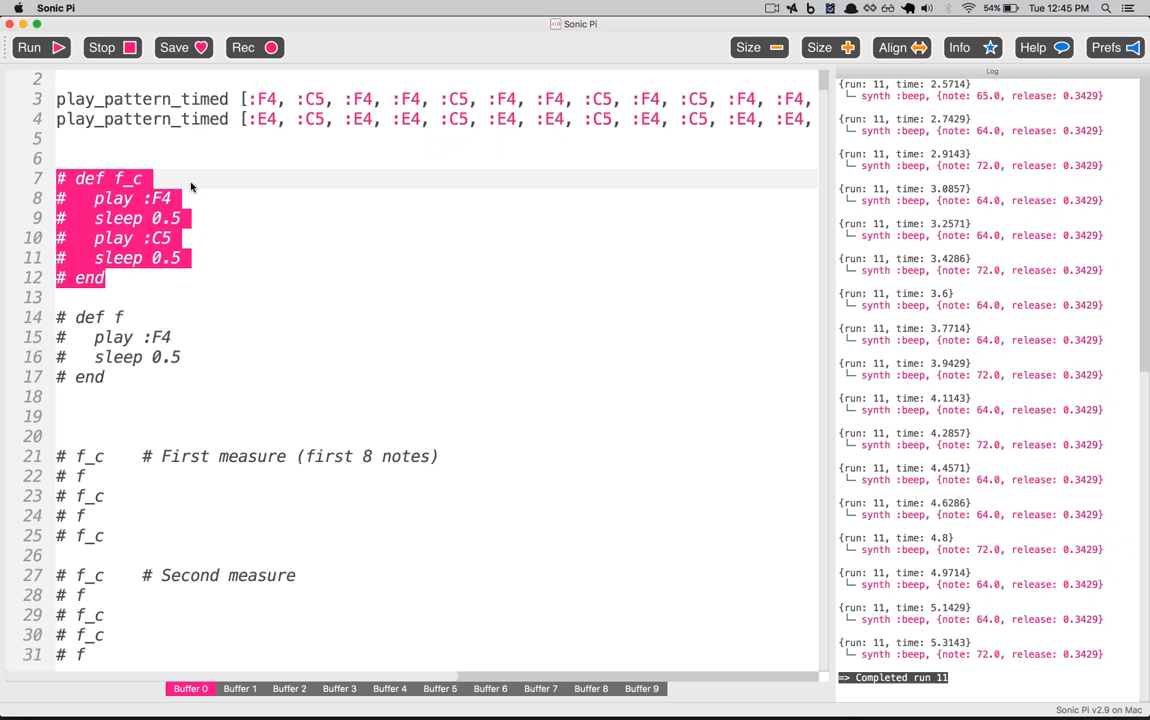 Sonic Pi
54%
Tue 12:45 PM
Sonic Pi
Run
Stop
Save
Rec
Size
Size
Align
Info
Help
Prefs
2
3 play_pattern_timed [:F4, :C5, :F4, :F4, :C5, :F4, :F4, :C5, :F4, :C5, :F4, :F4,
4 play_pattern_timed [:E4, :C5, :E4, :E4, :C5, :E4, :E4, :C5, :E4, :C5, :E4, :E4,
5
6
7 # def f_c
8 #   play :F4
9 #   sleep 0.5
10 #   play :C5
11 #   sleep 0.5
12 # end
13
14 # def f
15 #   play :F4
16 #   sleep 0.5
17 # end
18
19
20
21 # f_c    # First measure (first 8 notes)
22 # f
23 # f_c
24 # f
25 # f_c
26
27 # f_c    # Second measure
28 # f
29 # f_c
30 # f_c
31 # f
Log
{run: 11, time: 2.5714}
└─ synth :beep, {note: 65.0, release: 0.3429}
{run: 11, time: 2.7429}
└─ synth :beep, {note: 64.0, release: 0.3429}
{run: 11, time: 2.9143}
└─ synth :beep, {note: 72.0, release: 0.3429}
{run: 11, time: 3.0857}
└─ synth :beep, {note: 64.0, release: 0.3429}
{run: 11, time: 3.2571}
└─ synth :beep, {note: 64.0, release: 0.3429}
{run: 11, time: 3.4286}
└─ synth :beep, {note: 72.0, release: 0.3429}
{run: 11, time: 3.6}
└─ synth :beep, {note: 64.0, release: 0.3429}
{run: 11, time: 3.7714}
└─ synth :beep, {note: 64.0, release: 0.3429}
{run: 11, time: 3.9429}
└─ synth :beep, {note: 72.0, release: 0.3429}
{run: 11, time: 4.1143}
└─ synth :beep, {note: 64.0, release: 0.3429}
{run: 11, time: 4.2857}
└─ synth :beep, {note: 72.0, release: 0.3429}
{run: 11, time: 4.4571}
└─ synth :beep, {note: 64.0, release: 0.3429}
{run: 11, time: 4.6286}
└─ synth :beep, {note: 64.0, release: 0.3429}
{run: 11, time: 4.8}
└─ synth :beep, {note: 72.0, release: 0.3429}
{run: 11, time: 4.9714}
└─ synth :beep, {note: 64.0, release: 0.3429}
{run: 11, time: 5.1429}
└─ synth :beep, {note: 64.0, release: 0.3429}
{run: 11, time: 5.3143}
└─ synth :beep, {note: 72.0, release: 0.3429}
=> Completed run 11
Buffer 0
Buffer 1
Buffer 2
Buffer 3
Buffer 4
Buffer 5
Buffer 6
Buffer 7
Buffer 8
Buffer 9
Sonic Pi v2.9 on Mac